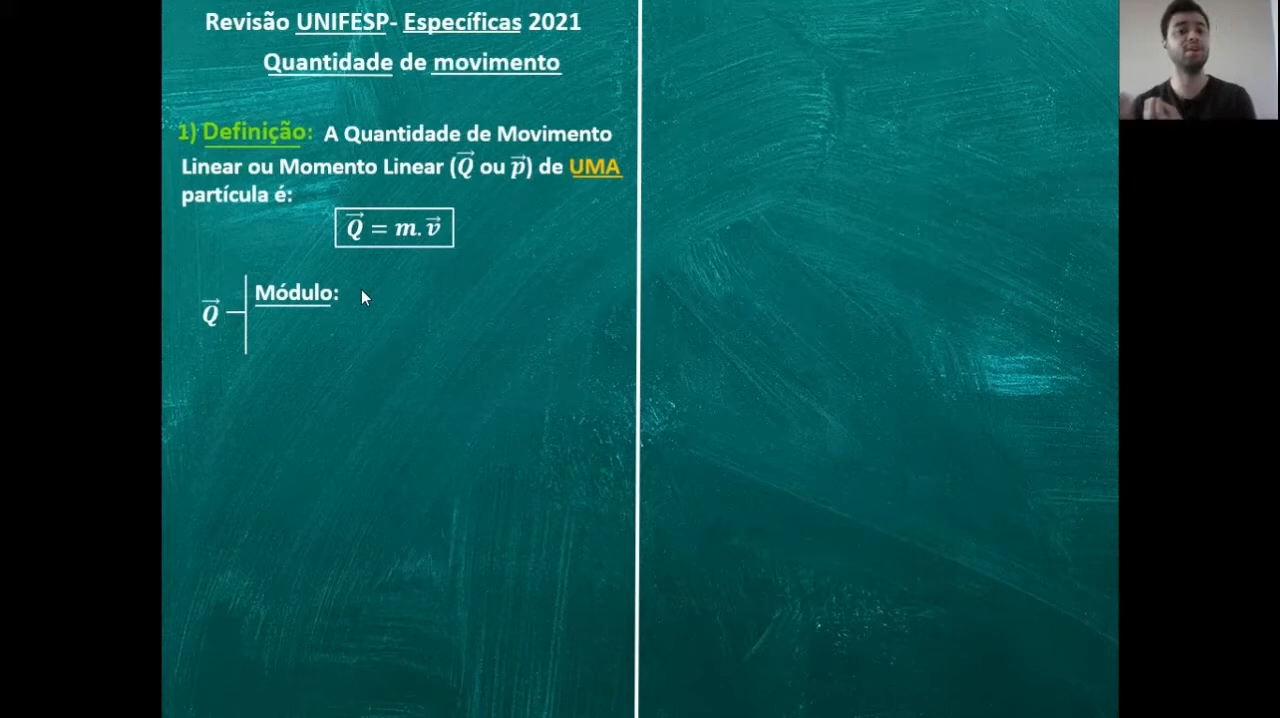 Revisão UNIFESP- Específicas 2021
Quantidade de movimento
1) Definição: A Quantidade de Movimento
Linear ou Momento Linear (Q⃗ ou p⃗) de UMA
partícula é:
Q⃗ = m.v⃗
Módulo:
Q⃗